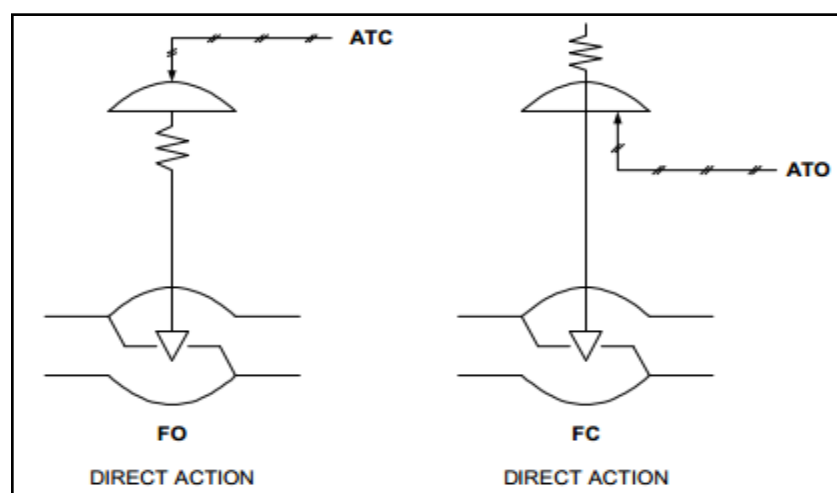 ATC
ATO
FO
FC
DIRECT ACTION
DIRECT ACTION